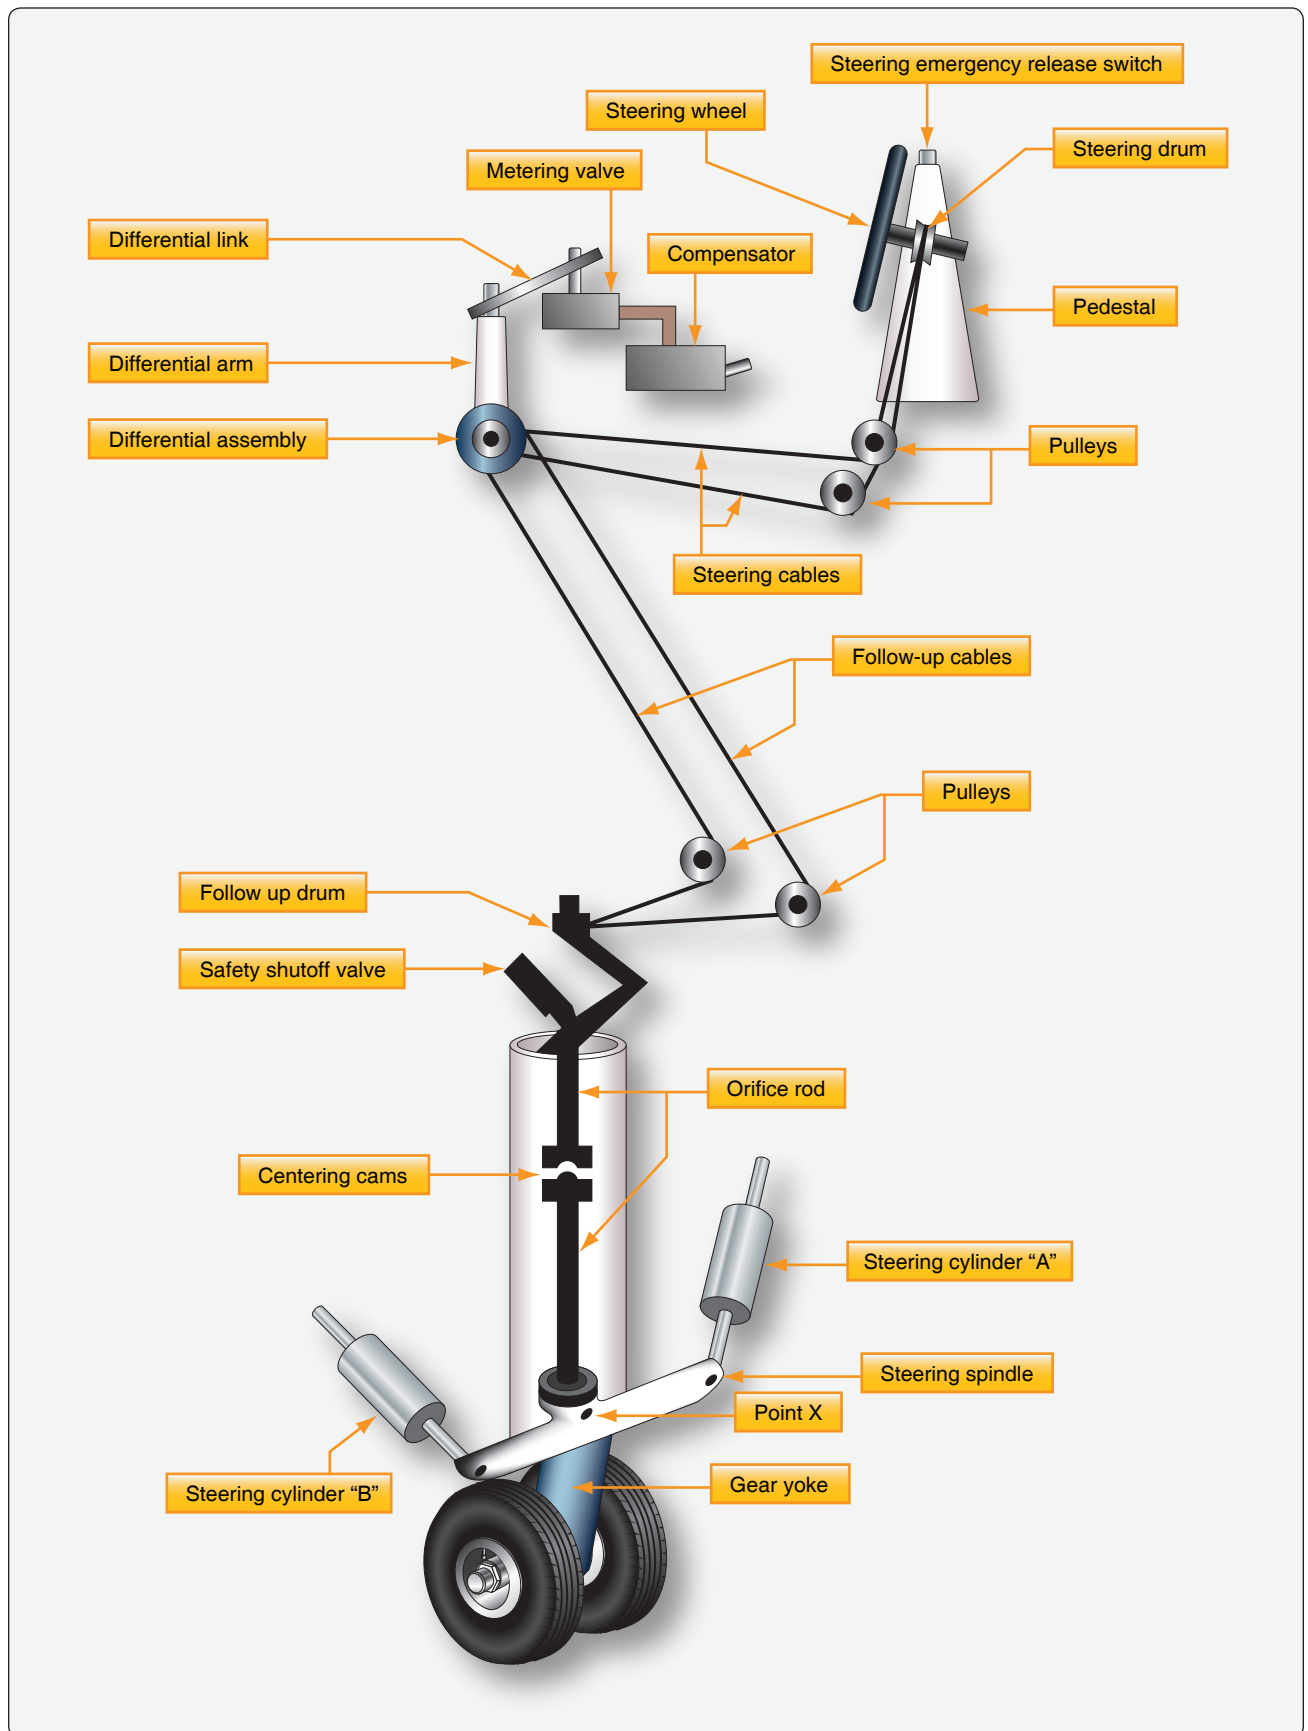 Steering emergency release switch
Steering wheel
Steering drum
Metering valve
Differential link
Compensator
Pedestal
Differential arm
Differential assembly
Pulleys
Steering cables
Follow-up cables
Pulleys
Follow up drum
Safety shutoff valve
Orifice rod
Centering cams
Steering cylinder “A”
Steering spindle
Point X
Gear yoke
Steering cylinder “B”